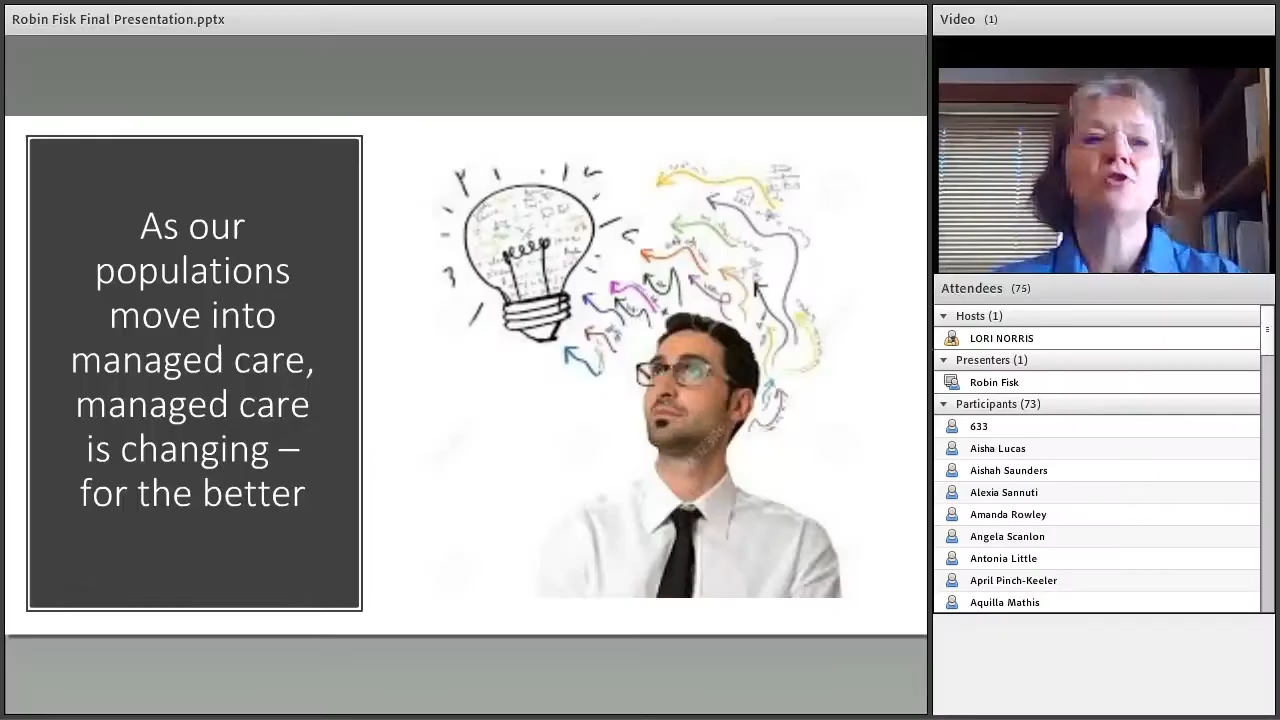 Robin Fisk Final Presentation.pptx
As our
populations
move into
managed care,
managed care
is changing –
for the better
Video (1)
Attendees (75)
Hosts (1)
LORI NORRIS
Presenters (1)
Robin Fisk
Participants (73)
633
Aisha Lucas
Aishah Saunders
Alexia Sannuti
Amanda Rowley
Angela Scanlon
Antonia Little
April Pinch-Keeler
Aquilla Mathis